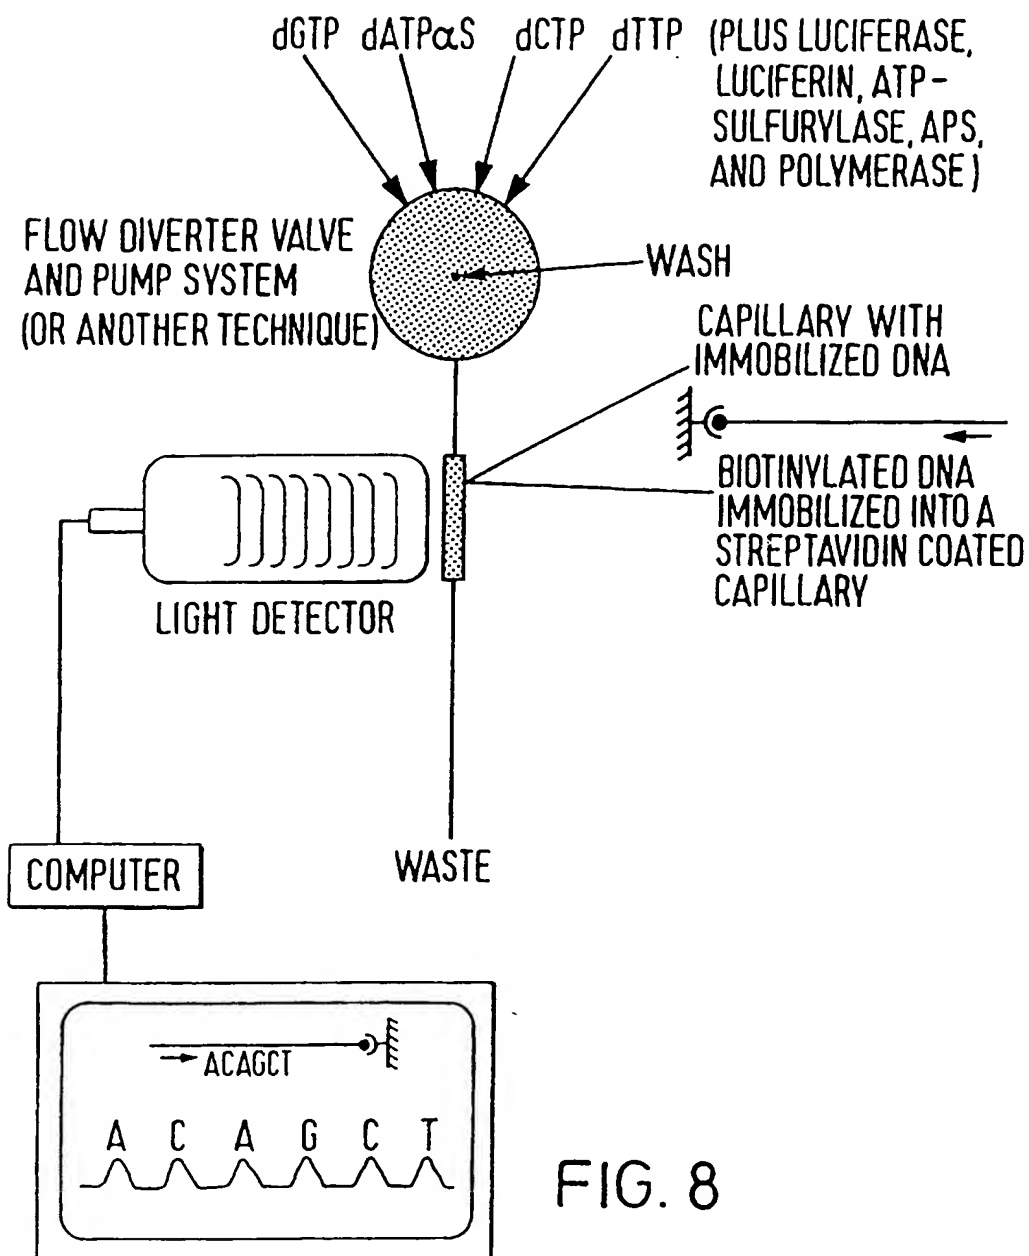 dGTP dATPαS dCTP dTTP (PLUS LUCIFERASE,
LUCIFERIN, ATP-
SULFURYLASE, APS,
AND POLYMERASE)
FLOW DIVERTER VALVE
AND PUMP SYSTEM
(OR ANOTHER TECHNIQUE)
WASH
CAPILLARY WITH
IMMOBILIZED DNA
BIOTINYLATED DNA
IMMOBILIZED INTO A
STREPTAVIDIN COATED
CAPILLARY
LIGHT DETECTOR
COMPUTER
WASTE
ACAGCT
A C A G C T
FIG. 8